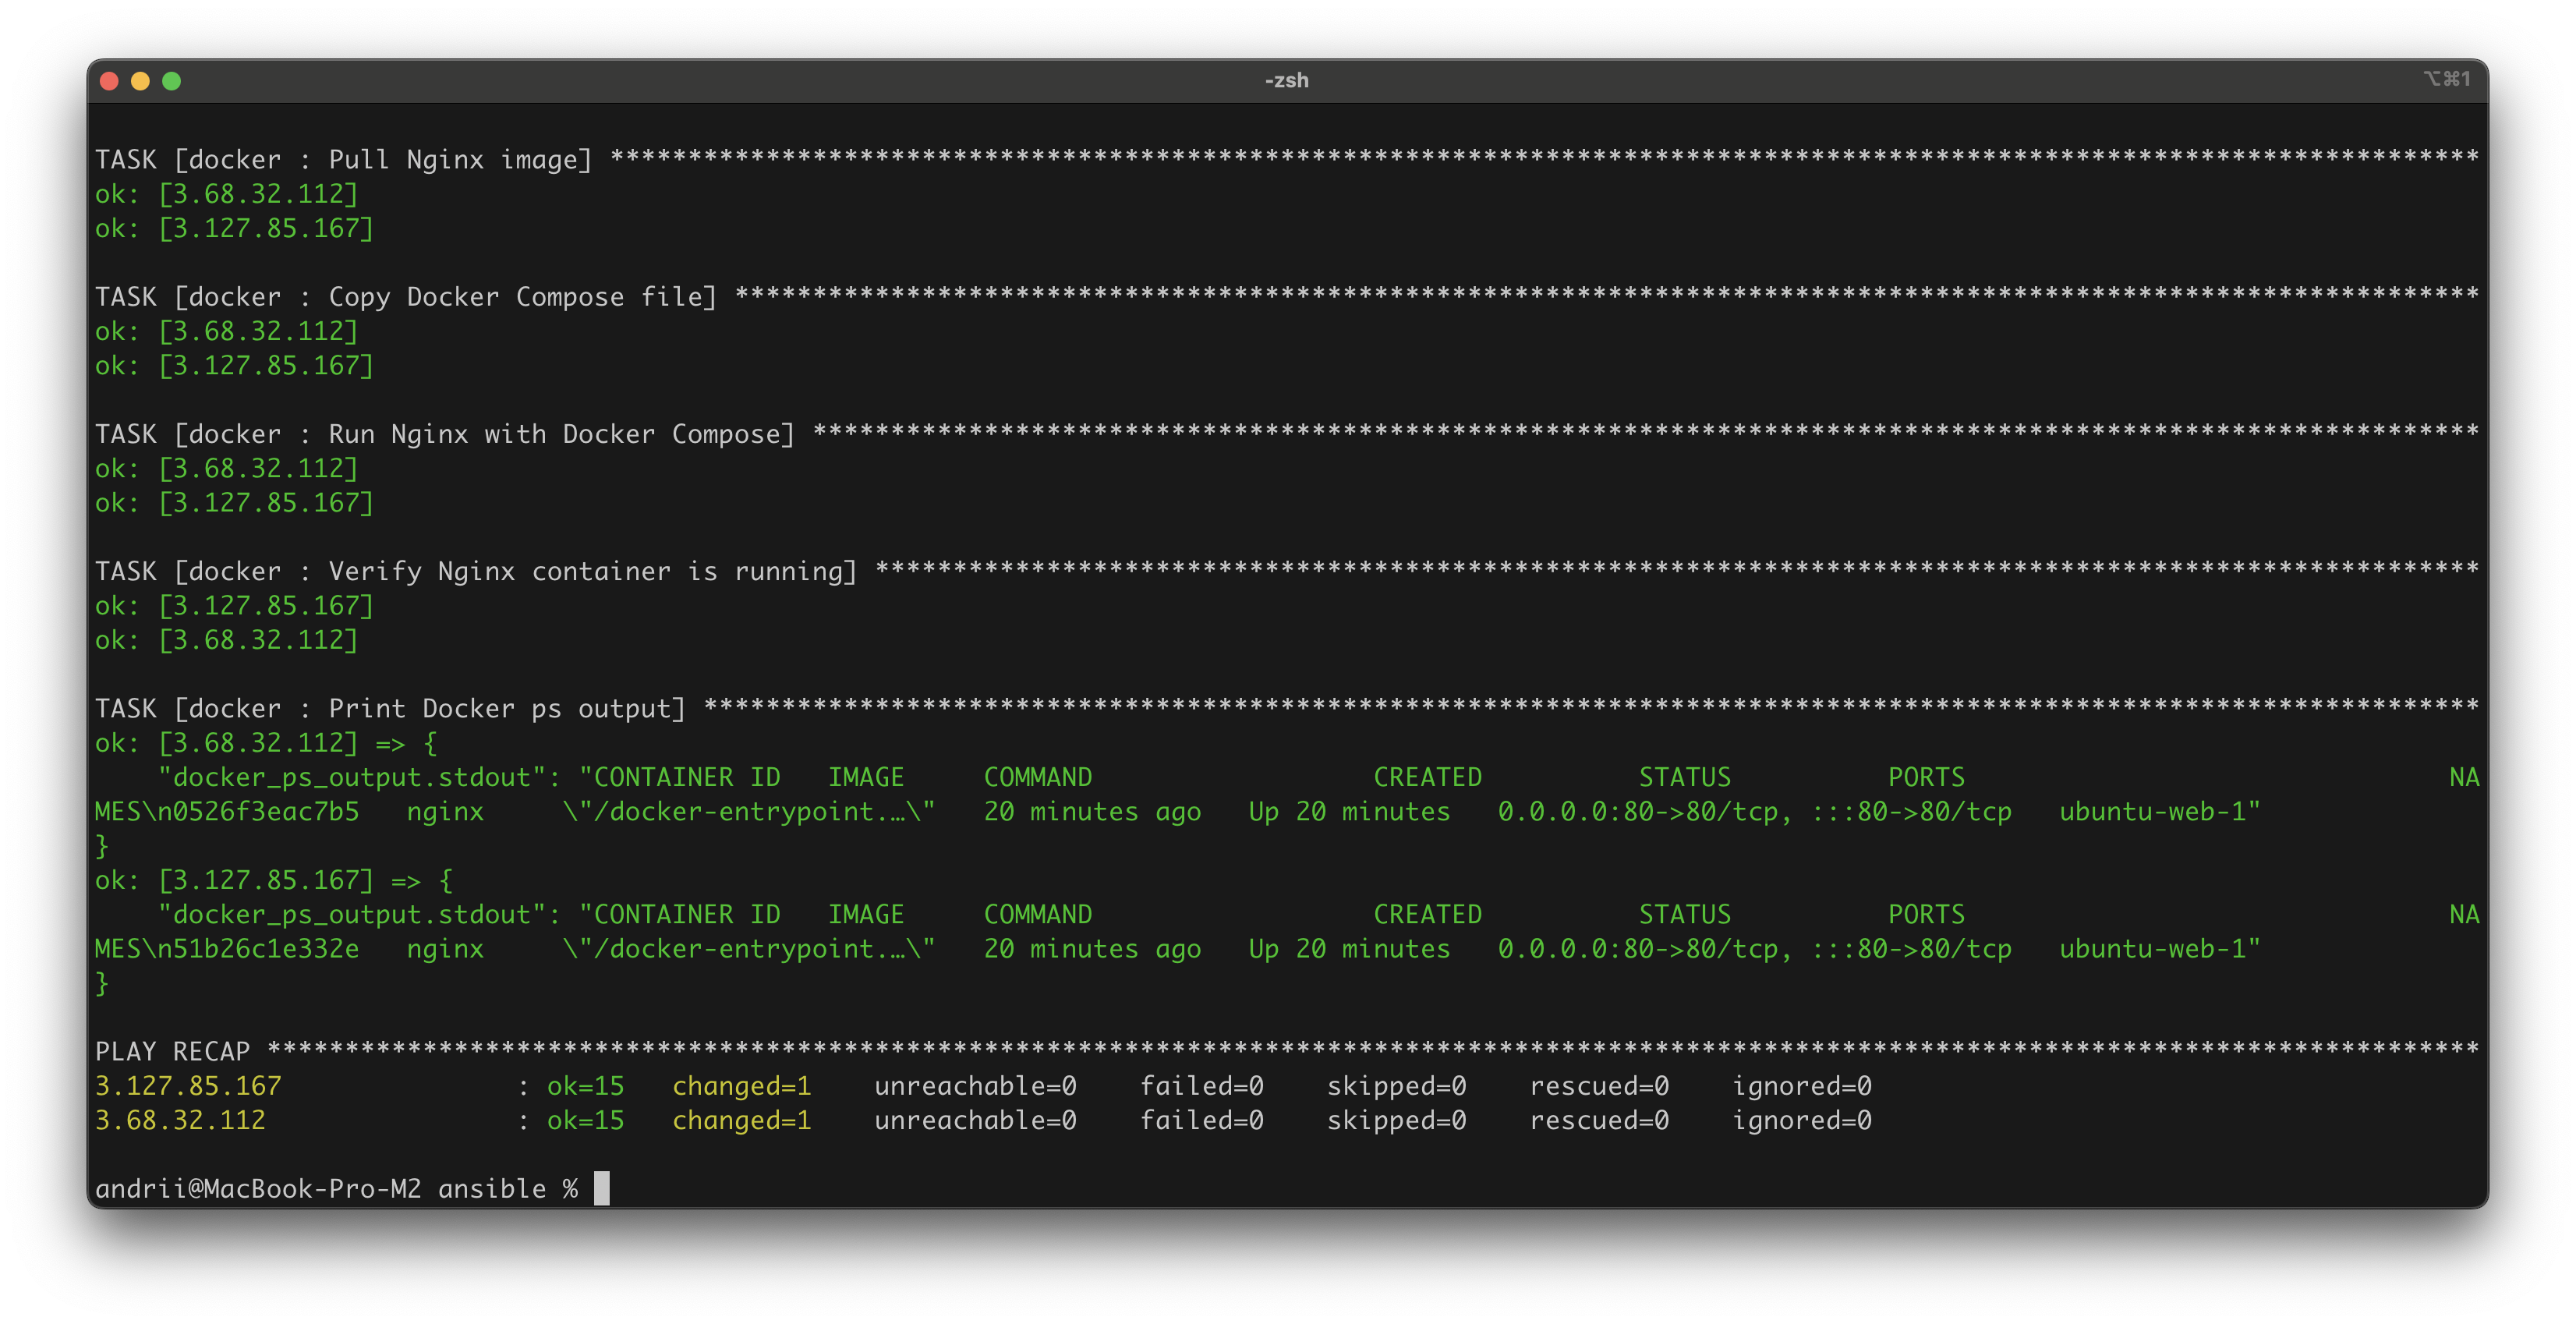 -zsh
⌥⌘1
TASK [docker : Pull Nginx image] ************************************************************************************************************************
ok: [3.68.32.112]
ok: [3.127.85.167]
TASK [docker : Copy Docker Compose file] ****************************************************************************************************************
ok: [3.68.32.112]
ok: [3.127.85.167]
TASK [docker : Run Nginx with Docker Compose] ***********************************************************************************************************
ok: [3.68.32.112]
ok: [3.127.85.167]
TASK [docker : Verify Nginx container is running] *******************************************************************************************************
ok: [3.127.85.167]
ok: [3.68.32.112]
TASK [docker : Print Docker ps output] ******************************************************************************************************************
ok: [3.68.32.112] => {
    "docker_ps_output.stdout": "CONTAINER ID   IMAGE     COMMAND                  CREATED          STATUS          PORTS                               NA
MES\n0526f3eac7b5   nginx     \"/docker-entrypoint.…\"   20 minutes ago   Up 20 minutes   0.0.0.0:80->80/tcp, :::80->80/tcp   ubuntu-web-1"
}
ok: [3.127.85.167] => {
    "docker_ps_output.stdout": "CONTAINER ID   IMAGE     COMMAND                  CREATED          STATUS          PORTS                               NA
MES\n51b26c1e332e   nginx     \"/docker-entrypoint.…\"   20 minutes ago   Up 20 minutes   0.0.0.0:80->80/tcp, :::80->80/tcp   ubuntu-web-1"
}
PLAY RECAP **********************************************************************************************************************************************
3.127.85.167               : ok=15   changed=1    unreachable=0    failed=0    skipped=0    rescued=0    ignored=0
3.68.32.112                : ok=15   changed=1    unreachable=0    failed=0    skipped=0    rescued=0    ignored=0
andrii@MacBook-Pro-M2 ansible %